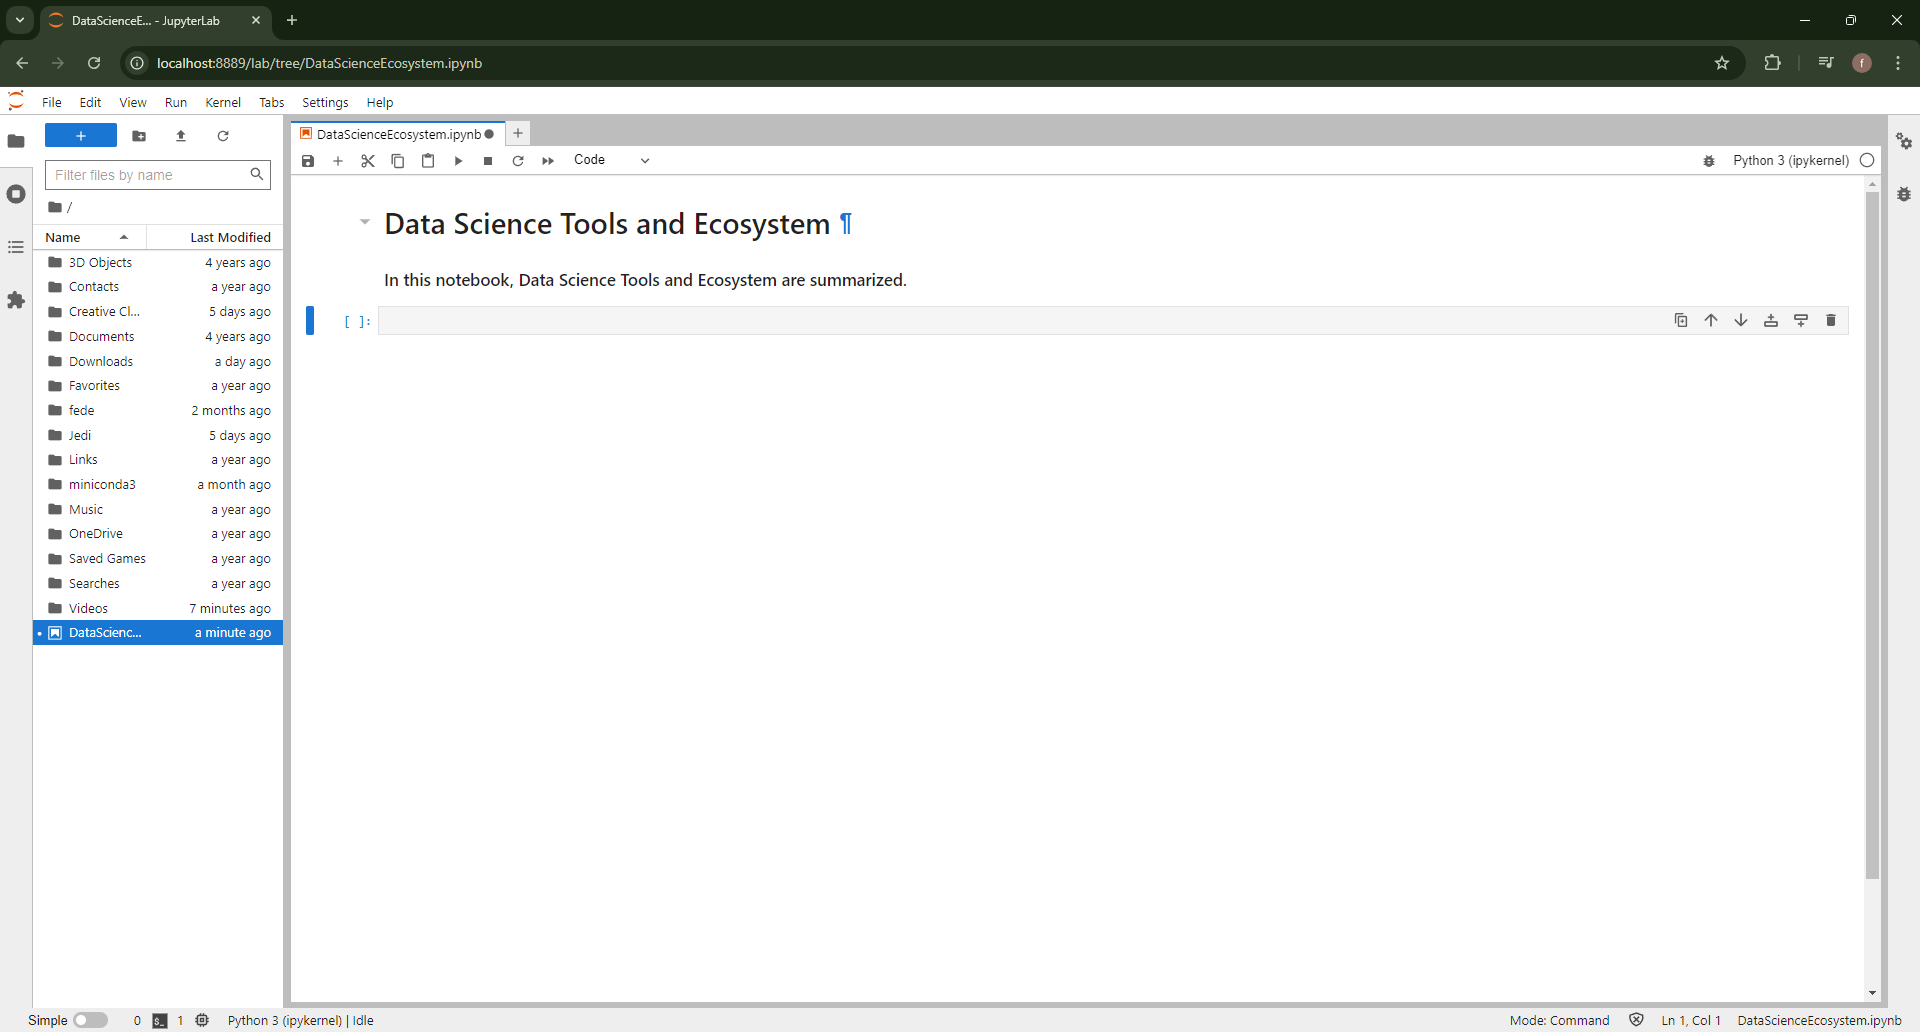 DataScienceE... - JupyterLab
localhost:8889/lab/tree/DataScienceEcosystem.ipynb
f
File Edit View Run Kernel Tabs Settings Help
DataScienceEcosystem.ipynb
Code
Python 3 (ipykernel)
Filter files by name
/
Name Last Modified
3D Objects 4 years ago
Contacts a year ago
Creative Cl... 5 days ago
Documents 4 years ago
Downloads a day ago
Favorites a year ago
fede 2 months ago
Jedi 5 days ago
Links a year ago
miniconda3 a month ago
Music a year ago
OneDrive a year ago
Saved Games a year ago
Searches a year ago
Videos 7 minutes ago
DataScienc... a minute ago
Data Science Tools and Ecosystem ¶
In this notebook, Data Science Tools and Ecosystem are summarized.
[ ]:
Simple 0 $_ 1 Python 3 (ipykernel) | Idle
Mode: Command Ln 1, Col 1 DataScienceEcosystem.ipynb